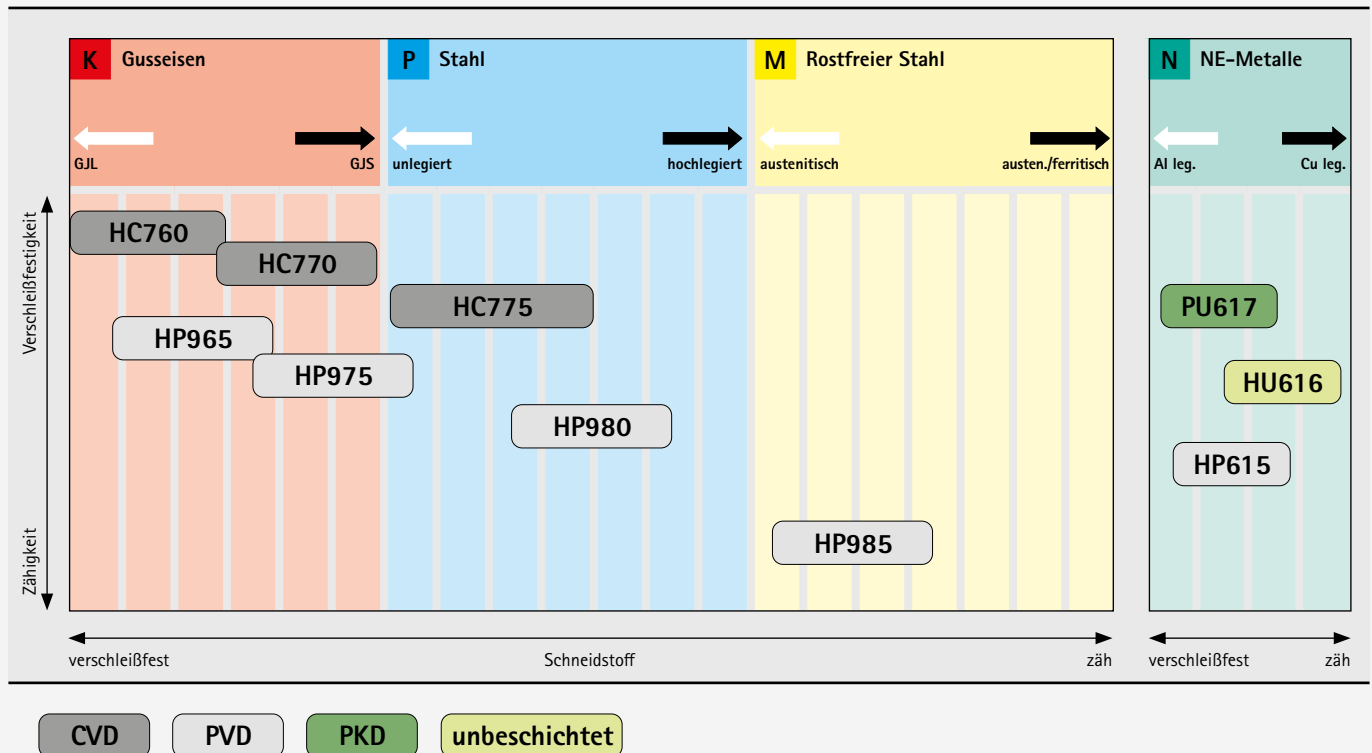 K Gusseisen
P Stahl
M Rostfreier Stahl
N NE-Metalle
GJL
GJS
unlegiert
hochlegiert
austenitisch
austen./ferritisch
Al leg.
Cu leg.
Verschleißfestigkeit
Zähigkeit
HC760
HC770
HC775
PU617
HP965
HP975
HU616
HP980
HP615
HP985
verschleißfest
Schneidstoff
zäh
verschleißfest
zäh
CVD
PVD
PKD
unbeschichtet